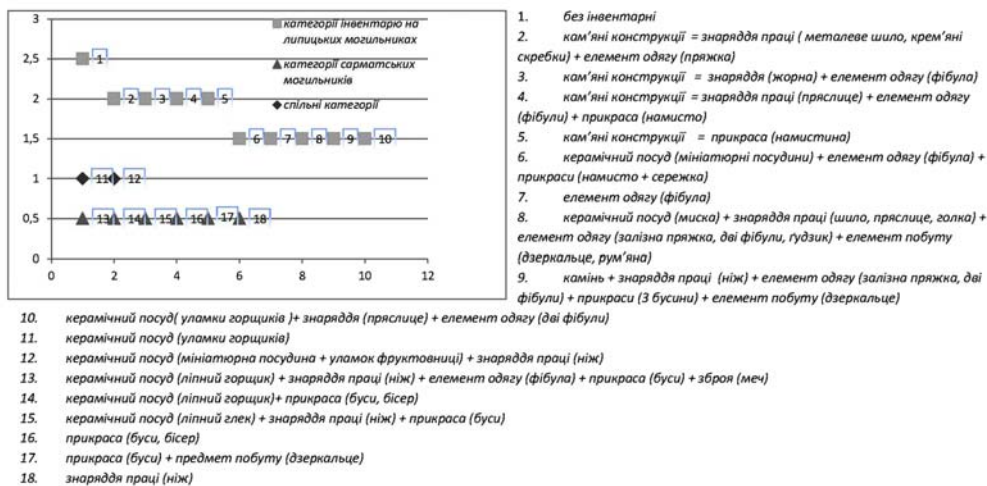 3
2,5
2
1,5
1
0,5
0
0
2
4
6
8
10
12
категорії інвентарю на
липицьких могильниках
категорії сарматських
могильників
спільні категорії
1
2
3
4
5
6
7
8
9
10
11
12
13
14
15
16
17
18
1. без інвентарні
2. кам’яні конструкції = знаряддя праці ( металеве шило, крем’яні
скребки) + елемент одягу (пряжка)
3. кам’яні конструкції = знаряддя (жорна) + елемент одягу (фібула)
4. кам’яні конструкції = знаряддя праці (пряслице) + елемент одягу
(фібули) + прикраса (намисто)
5. кам’яні конструкції = прикраса (намистина)
6. керамічний посуд (мініатюрні посудини) + елемент одягу (фібула) +
прикраси (намисто + сережка)
7. елемент одягу (фібула)
8. керамічний посуд (миска) + знаряддя праці (шило, пряслице, голка) +
елемент одягу (залізна пряжка, дві фібули, ґудзик) + елемент побуту
(дзеркальце, рум’яна)
9. камінь + знаряддя праці (ніж) + елемент одягу (залізна пряжка, дві
фібули) + прикраси (3 бусини) + елемент побуту (дзеркальце)
10. керамічний посуд( уламки горщиків )+ знаряддя (пряслице) + елемент одягу (дві фібули)
11. керамічний посуд (уламки горщиків)
12. керамічний посуд (мініатюрна посудина + уламок фруктовниці) + знаряддя праці (ніж)
13. керамічний посуд (ліпний горщик) + знаряддя праці (ніж) + елемент одягу (фібула) + прикраса (буси) + зброя (меч)
14. керамічний посуд (ліпний горщик)+ прикраса (буси, бісер)
15. керамічний посуд (ліпний глек) + знаряддя праці (ніж) + прикраса (буси)
16. прикраса (буси, бісер)
17. прикраса (буси) + предмет побуту (дзеркальце)
18. знаряддя праці (ніж)